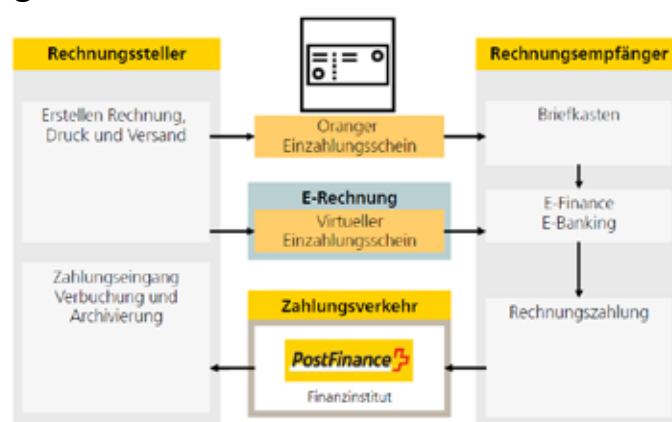 Rechnungssteller
Erstellen Rechnung,
Druck und Versand
Zahlungseingang
Verbuchung und
Archivierung
Oranger
Einzahlungsschein
E-Rechnung
Virtueller
Einzahlungsschein
Zahlungsverkehr
PostFinance
Finanzinstitut
Rechnungsempfänger
Briefkasten
E-Finance
E-Banking
Rechnungszahlung